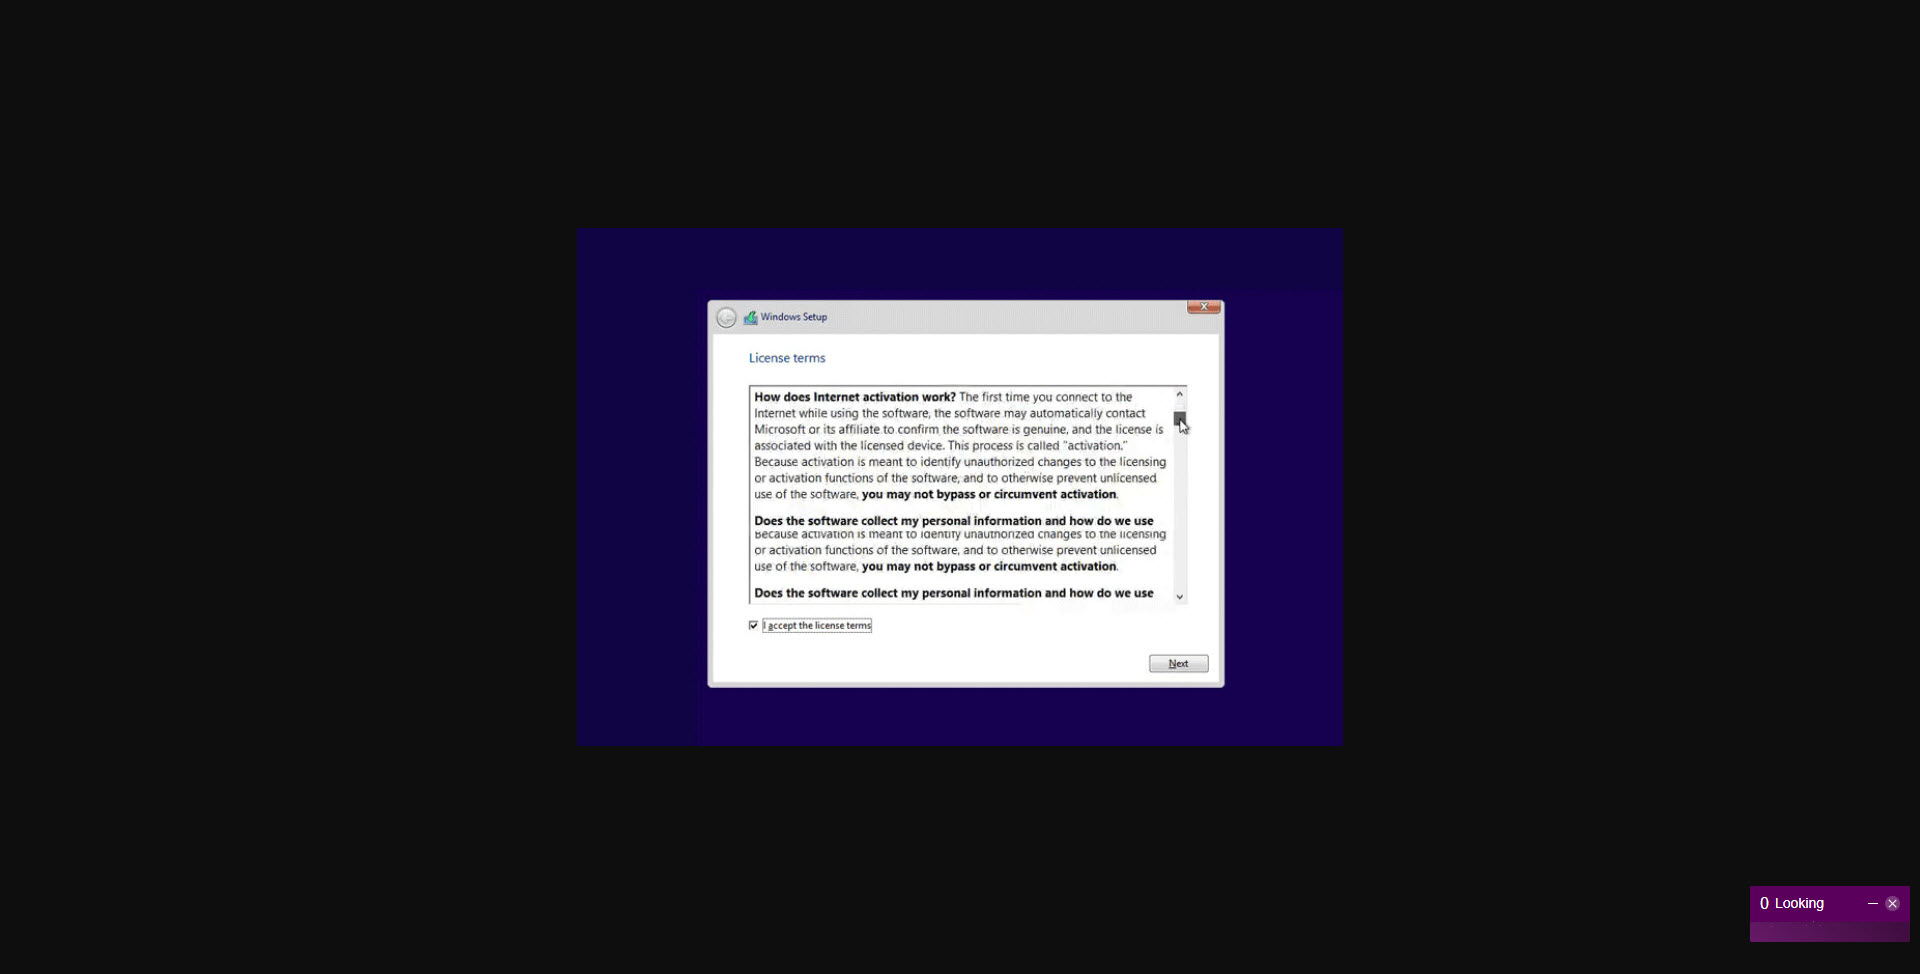 Windows Setup
X
License terms
How does Internet activation work? The first time you connect to the
Internet while using the software, the software may automatically contact
Microsoft or its affiliate to confirm the software is genuine, and the license is
associated with the licensed device. This process is called "activation."
Because activation is meant to identify unauthorized changes to the licensing
or activation functions of the software, and to otherwise prevent unlicensed
use of the software, you may not bypass or circumvent activation.
Does the software collect my personal information and how do we use
Because activation is meant to identify unauthorized changes to the licensing
or activation functions of the software, and to otherwise prevent unlicensed
use of the software, you may not bypass or circumvent activation.
Does the software collect my personal information and how do we use
I accept the license terms
Next
0 Looking